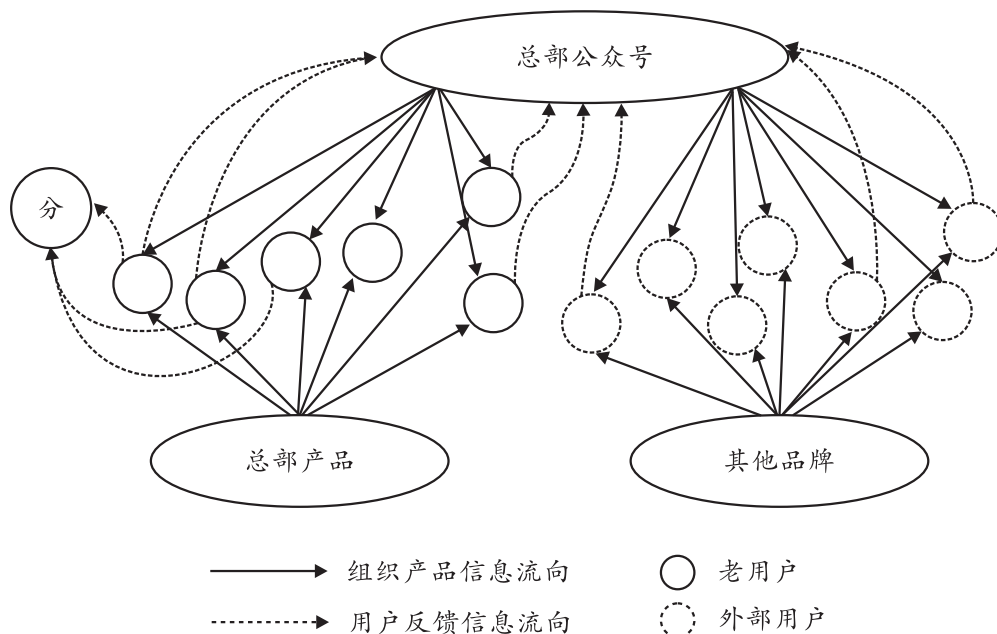 总部公众号
分
总部产品
其他品牌
组织产品信息流向
老用户
用户反馈信息流向
外部用户